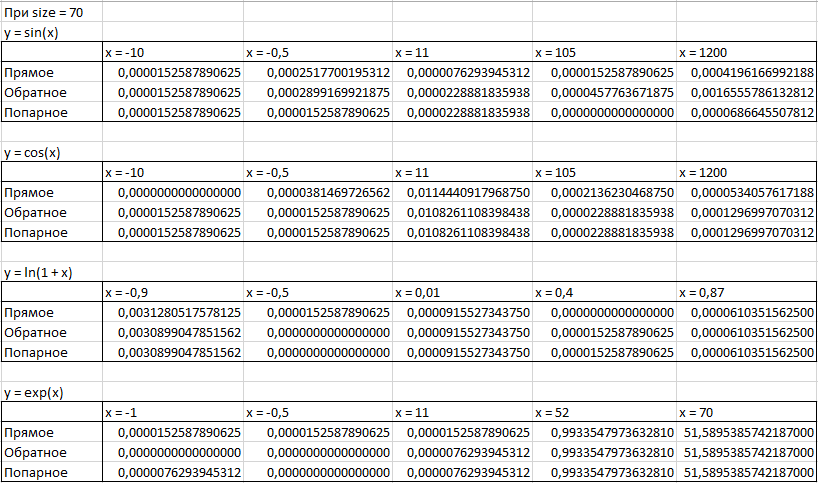 При size = 70
y = sin(x)
x = -10 x = -0,5 x = 11 x = 105 x = 1200
Прямое 0,0000152587890625 0,0002517700195312 0,0000076293945312 0,0000152587890625 0,0004196166992188
Обратное 0,0000152587890625 0,0002899169921875 0,0000228881835938 0,0000457763671875 0,0016555786132812
Попарное 0,0000152587890625 0,0000152587890625 0,0000228881835938 0,0000000000000000 0,0000686645507812
y = cos(x)
x = -10 x = -0,5 x = 11 x = 105 x = 1200
Прямое 0,0000000000000000 0,0000381469726562 0,0114440917968750 0,0002136230468750 0,0000534057617188
Обратное 0,0000152587890625 0,0000152587890625 0,0108261108398438 0,0000228881835938 0,0001296997070312
Попарное 0,0000152587890625 0,0000152587890625 0,0108261108398438 0,0000228881835938 0,0001296997070312
y = ln(1 + x)
x = -0,9 x = -0,5 x = 0,01 x = 0,4 x = 0,87
Прямое 0,0031280517578125 0,0000152587890625 0,0000915527343750 0,0000000000000000 0,0000610351562500
Обратное 0,0030899047851562 0,0000000000000000 0,0000915527343750 0,0000152587890625 0,0000610351562500
Попарное 0,0030899047851562 0,0000000000000000 0,0000915527343750 0,0000152587890625 0,0000610351562500
y = exp(x)
x = -1 x = -0,5 x = 11 x = 52 x = 70
Прямое 0,0000152587890625 0,0000152587890625 0,0000152587890625 0,9933547973632810 51,5895385742187000
Обратное 0,0000000000000000 0,0000000000000000 0,0000076293945312 0,9933547973632810 51,5895385742187000
Попарное 0,0000076293945312 0,0000000000000000 0,0000076293945312 0,9933547973632810 51,5895385742187000